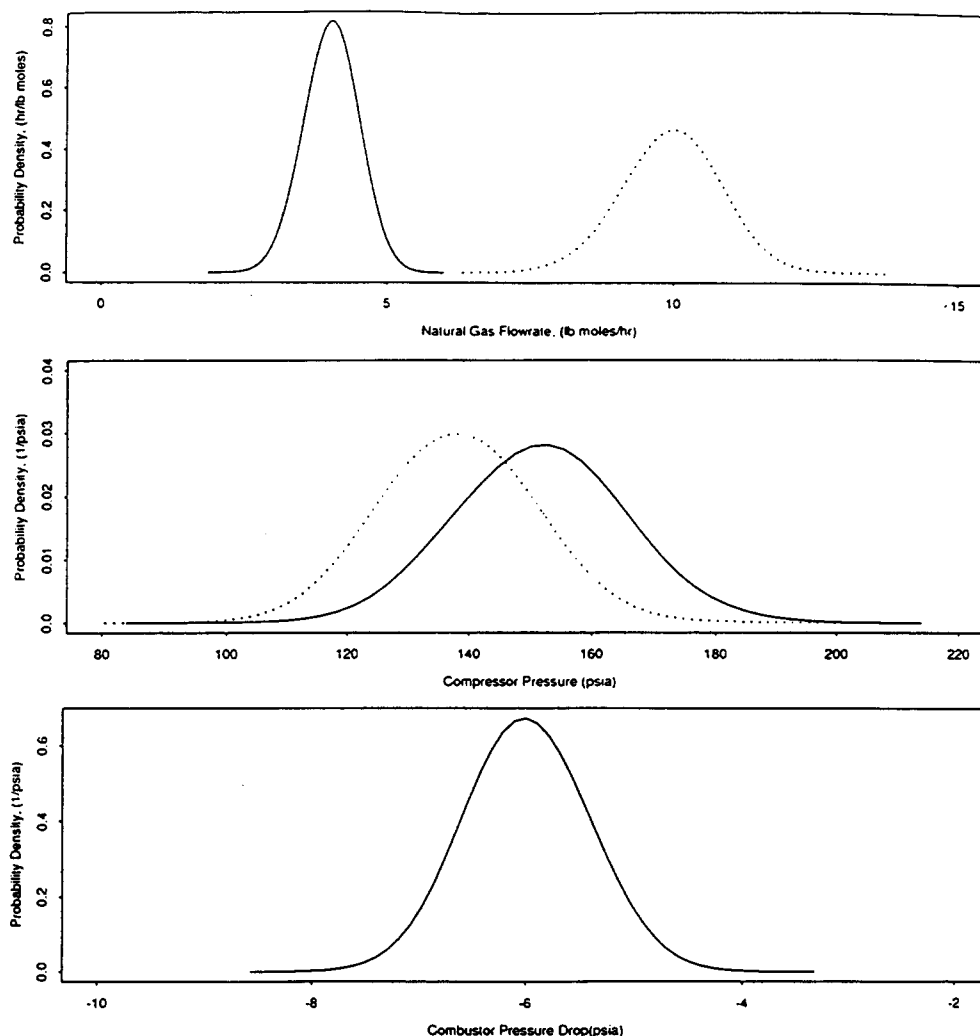 Probability Density, (hr/lb moles)
0.0 0.2 0.4 0.6 0.8
0 5 10 15
Natural Gas Flowrate, (lb moles/hr)
Probability Density, (1/psia)
0.0 0.01 0.02 0.03 0.04
80 100 120 140 160 180 200 220
Compressor Pressure (psia)
Probability Density, (1/psia)
0.0 0.2 0.4 0.6
-10 -8 -6 -4 -2
Combustor Pressure Drop(psia)